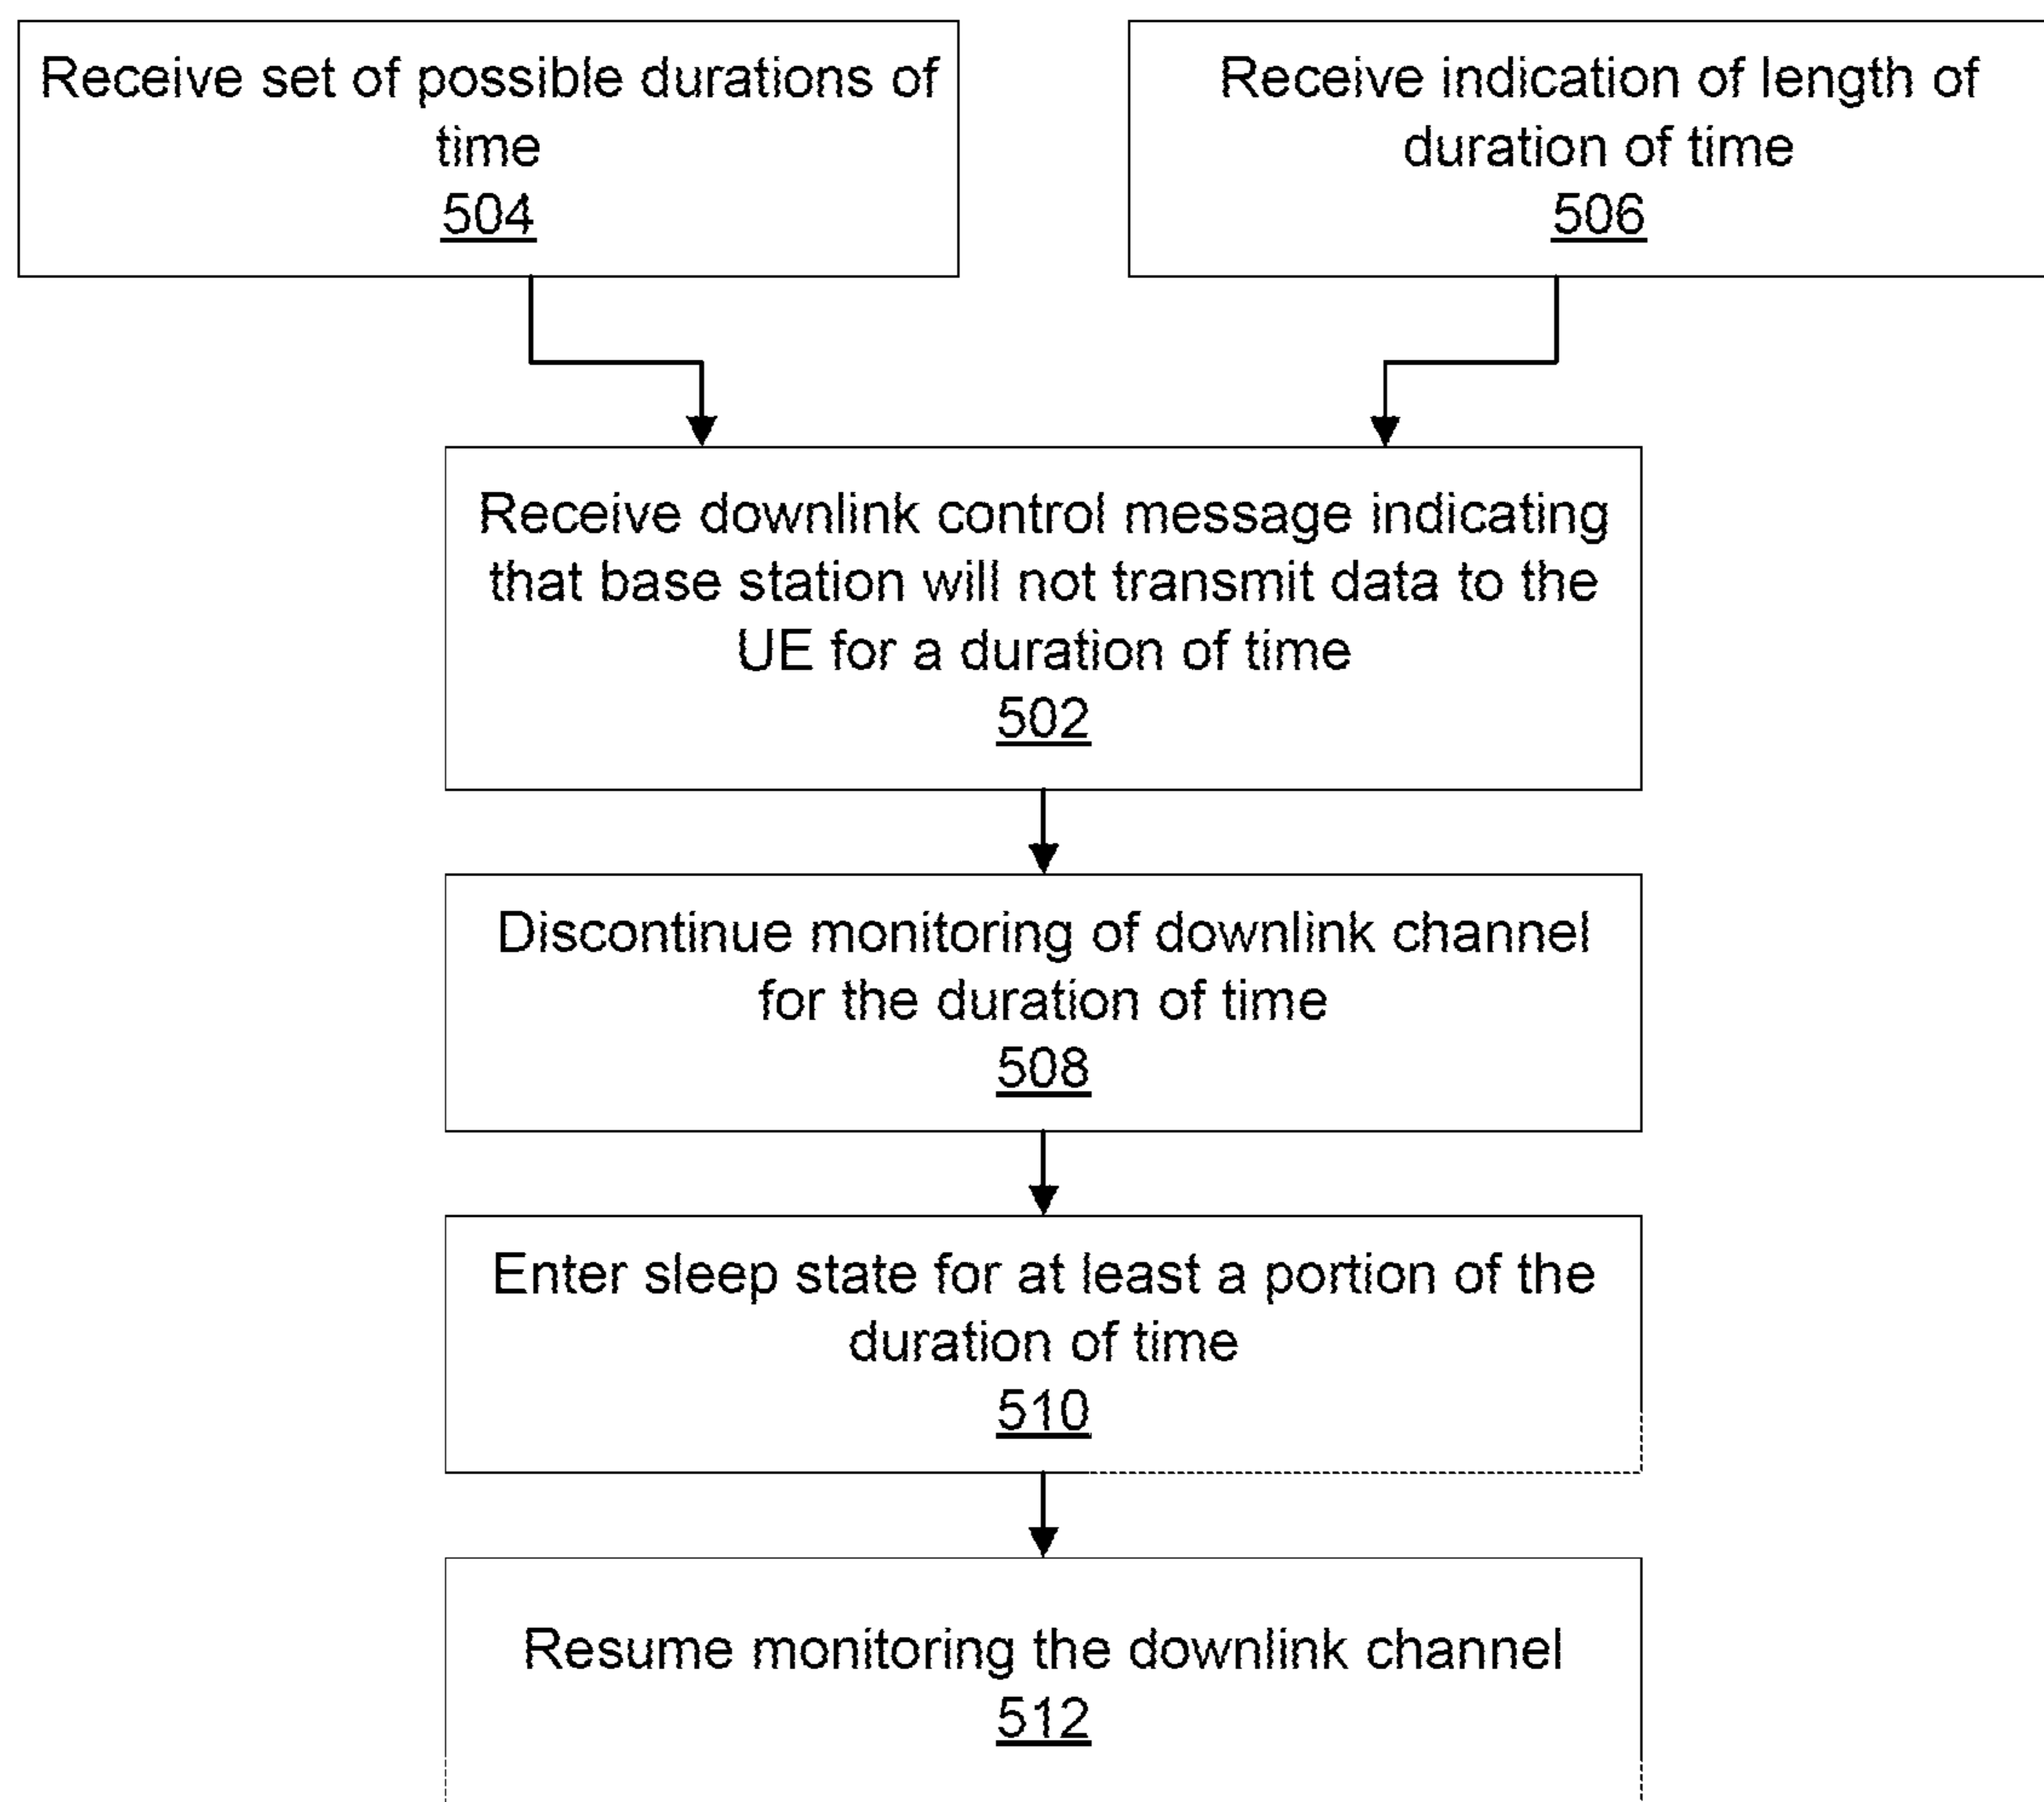 Receive set of possible durations of
time
504
Receive indication of length of
duration of time
506
Receive downlink control message indicating
that base station will not transmit data to the
UE for a duration of time
502
Discontinue monitoring of downlink channel
for the duration of time
508
Enter sleep state for at least a portion of the
duration of time
510
Resume monitoring the downlink channel
512